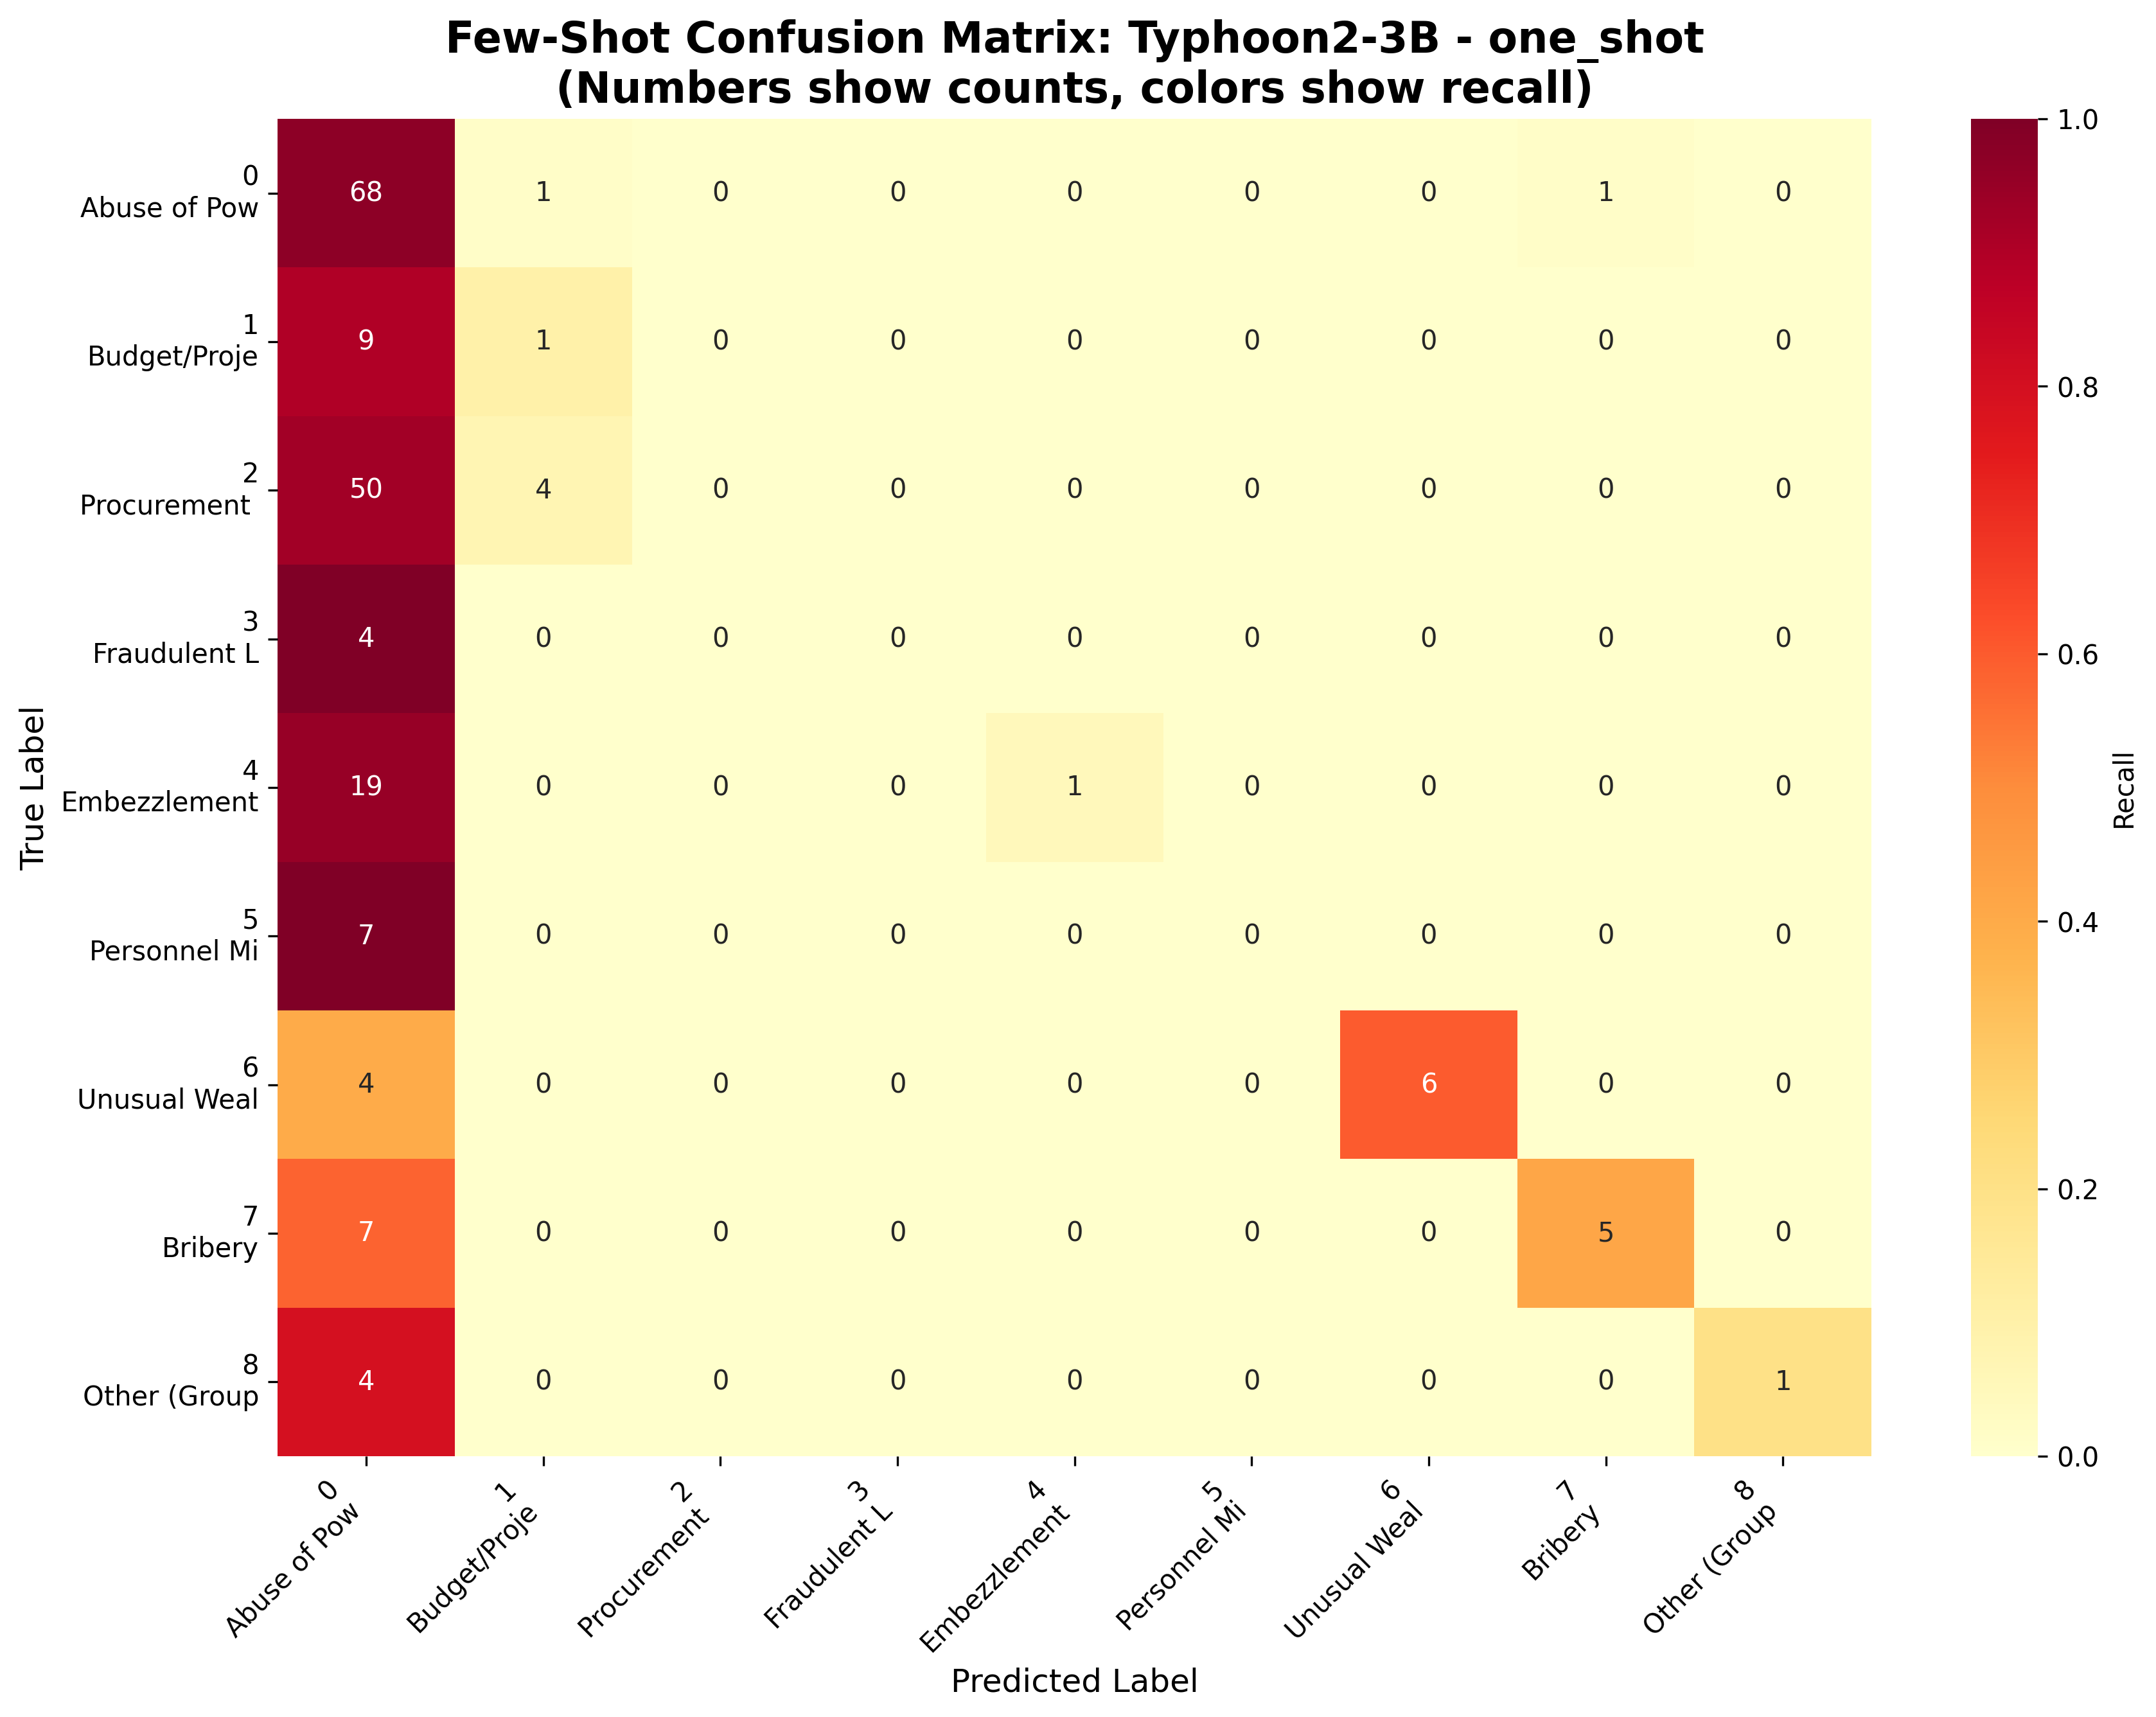 Few-Shot Confusion Matrix: Typhoon2-3B - one_shot
(Numbers show counts, colors show recall)
True Label
0
Abuse of Pow
68 1 0 0 0 0 0 1 0
1
Budget/Proje
9 1 0 0 0 0 0 0 0
2
Procurement
50 4 0 0 0 0 0 0 0
3
Fraudulent L
4 0 0 0 0 0 0 0 0
4
Embezzlement
19 0 0 0 1 0 0 0 0
5
Personnel Mi
7 0 0 0 0 0 0 0 0
6
Unusual Weal
4 0 0 0 0 0 6 0 0
7
Bribery
7 0 0 0 0 0 0 5 0
8
Other (Group
4 0 0 0 0 0 0 0 1
0
Abuse of Pow
1
Budget/Proje
2
Procurement
3
Fraudulent L
4
Embezzlement
5
Personnel Mi
6
Unusual Weal
7
Bribery
8
Other (Group
Predicted Label
1.0
0.8
0.6
0.4
0.2
0.0
Recall